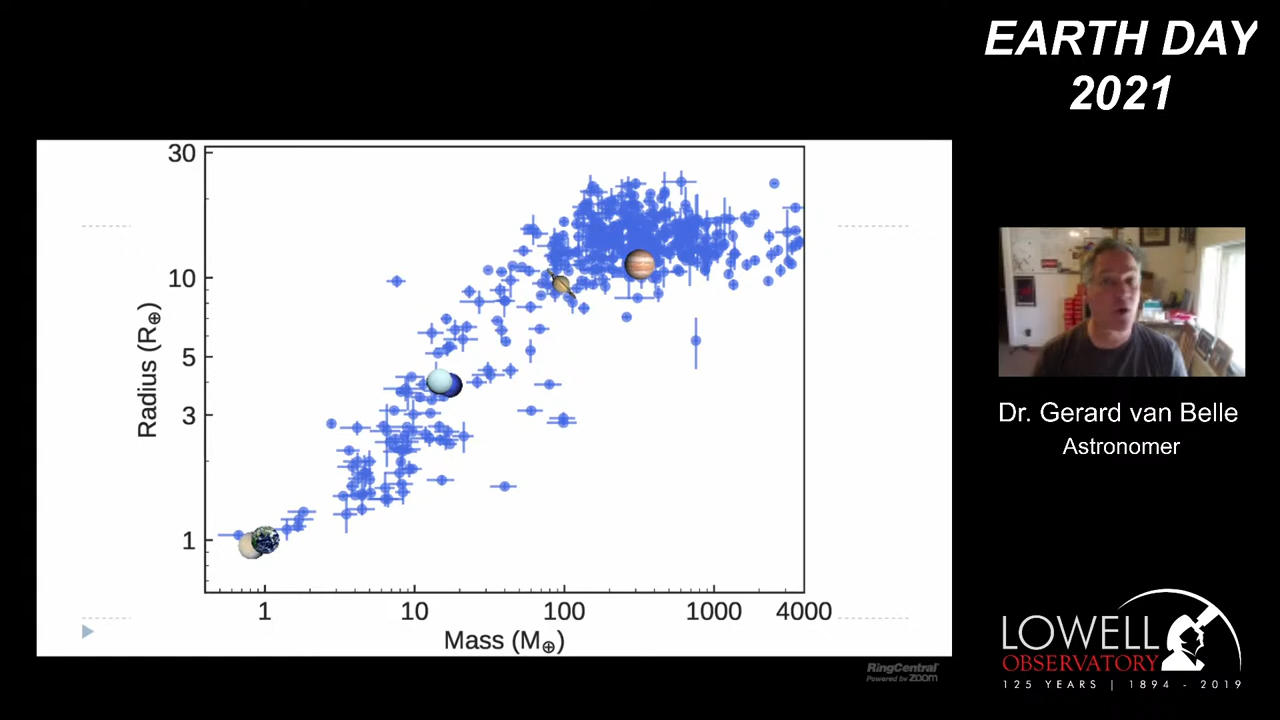 EARTH DAY
2021
30
10
5
3
1
Radius (R⊕)
1
10
100
1000
4000
Mass (M⊕)
RingCentral
Powered by zoom
Dr. Gerard van Belle
Astronomer
LOWELL
OBSERVATORY
125 YEARS | 1894 - 2019